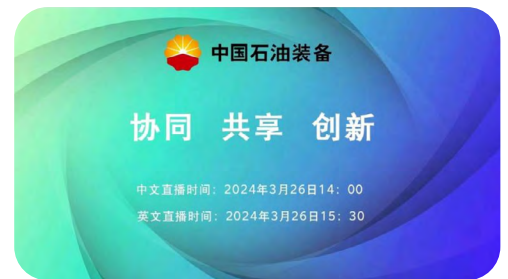 中国石油装备
协同 共享 创新
中文直播时间：2024年3月26日14：00
英文直播时间：2024年3月26日15：30